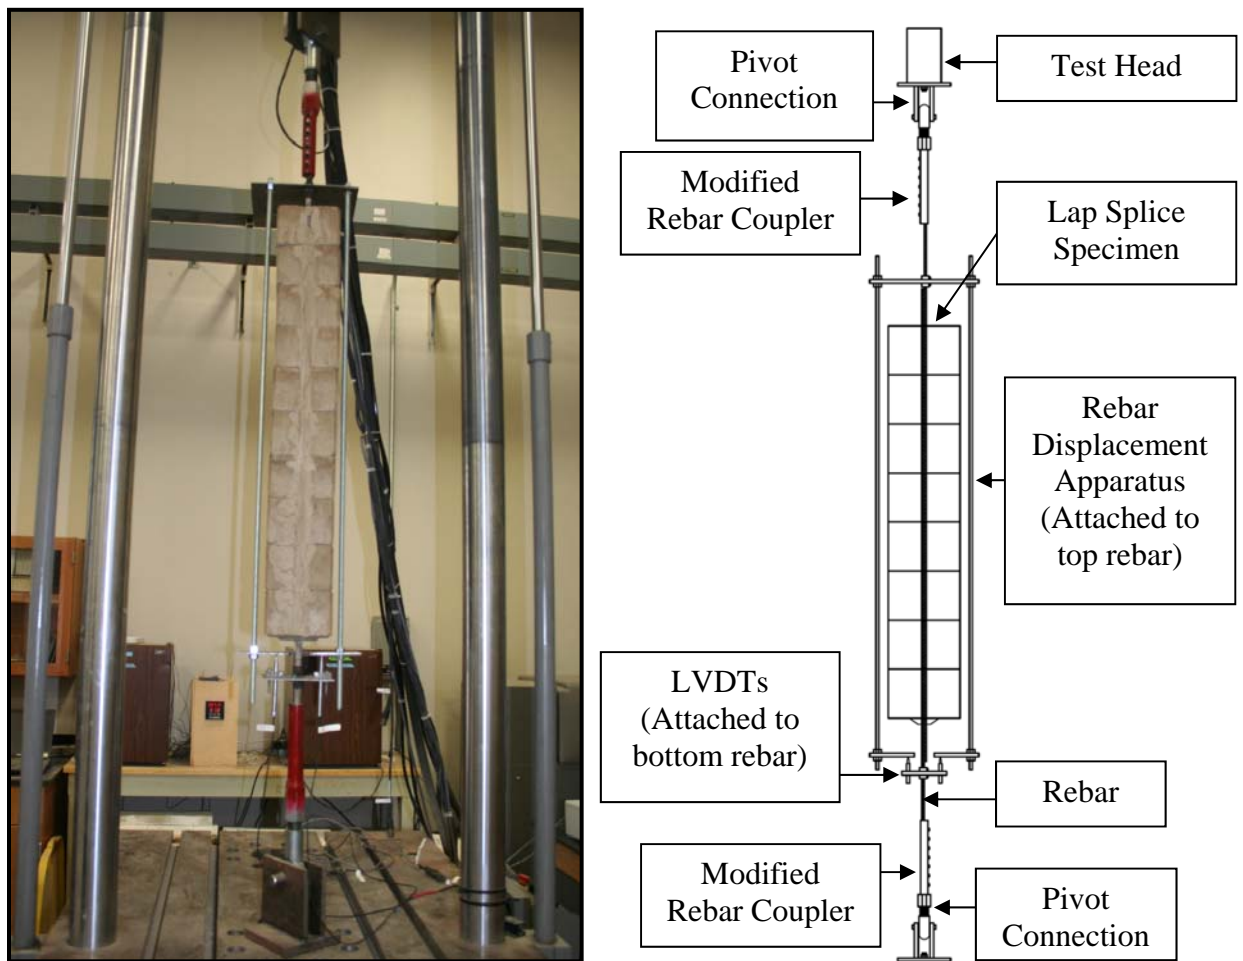 Pivot
Connection
Test Head
Modified
Rebar Coupler
Lap Splice
Specimen
Rebar
Displacement
Apparatus
(Attached to
top rebar)
LVDTs
(Attached to
bottom rebar)
Rebar
Modified
Rebar Coupler
Pivot
Connection